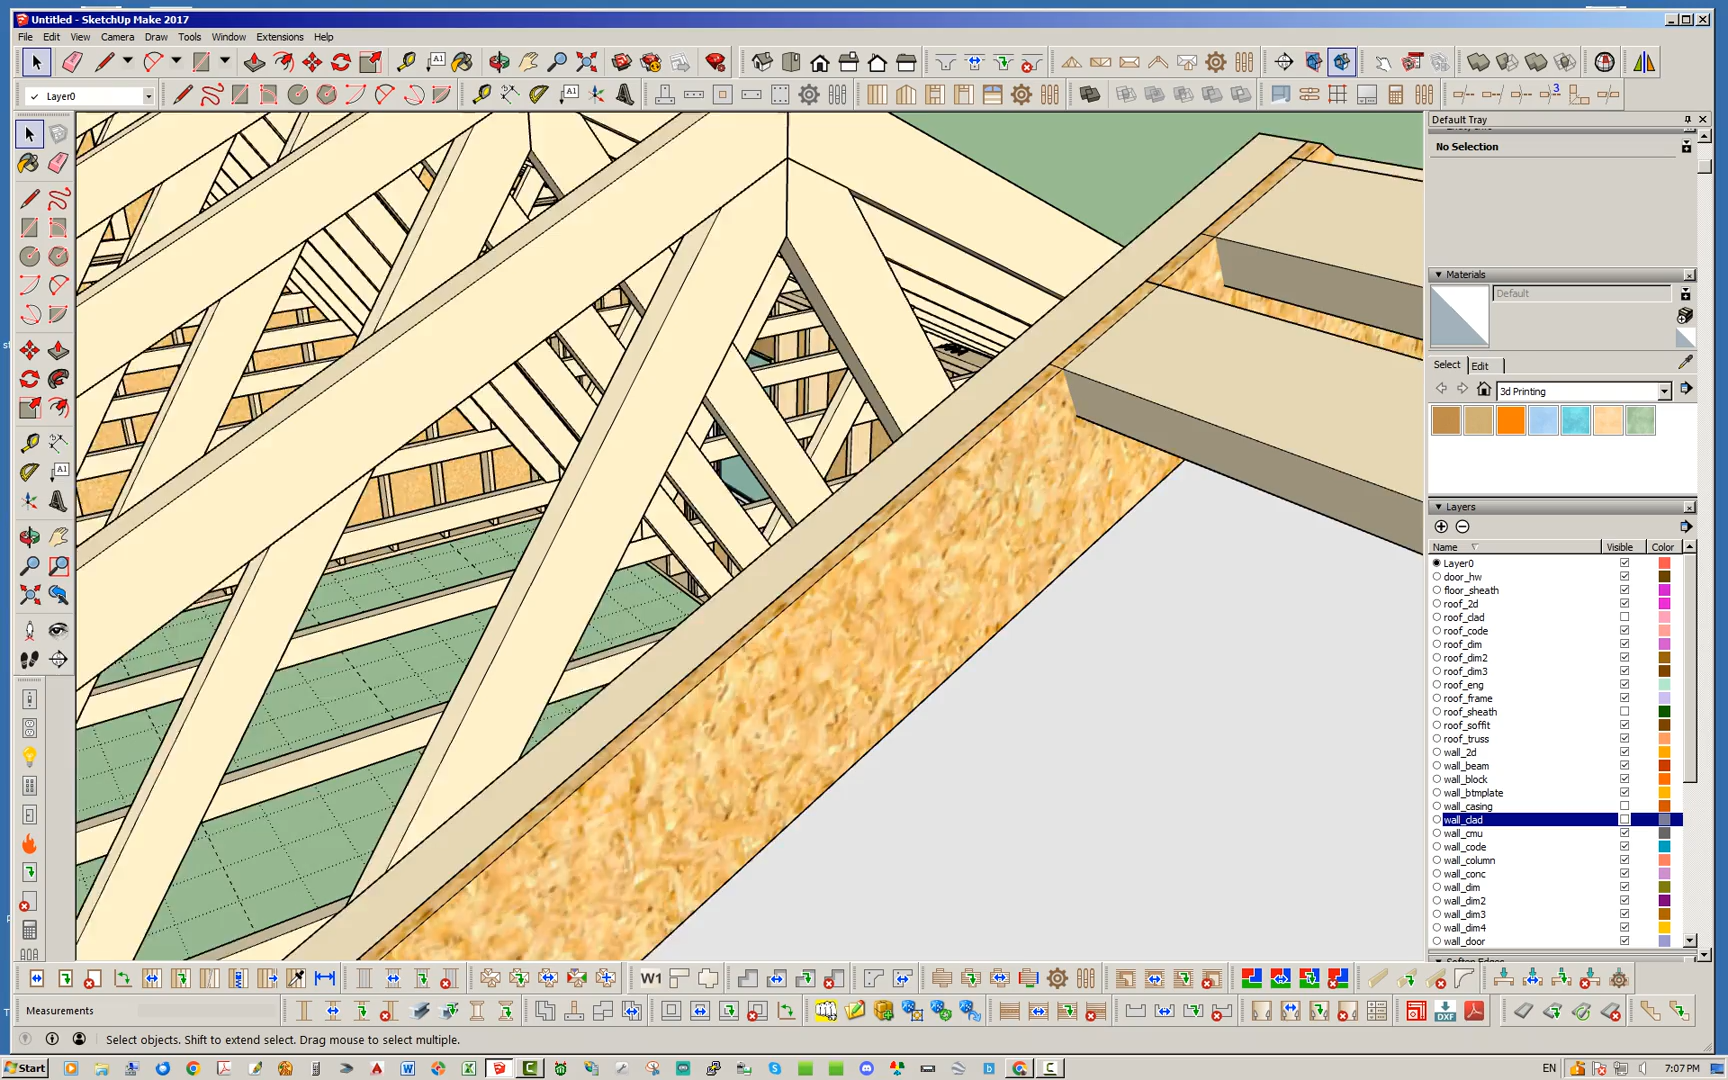 Untitled - SketchUp Make 2017
File Edit View Camera Draw Tools Window Extensions Help
Layer0
Default Tray
No Selection
Materials
Default
Select Edit
3d Printing
Layers
Name Visible Color
Layer0
door_hw
floor_sheath
roof_2d
roof_clad
roof_code
roof_dim
roof_dim2
roof_dim3
roof_eng
roof_frame
roof_sheath
roof_soffit
roof_truss
wall_2d
wall_beam
wall_block
wall_btmplate
wall_casing
wall_clad
wall_cmu
wall_code
wall_column
wall_conc
wall_dim
wall_dim2
wall_dim3
wall_dim4
wall_door
W1
DXF
Measurements
Select objects. Shift to extend select. Drag mouse to select multiple.
Start
EN
7:07 PM